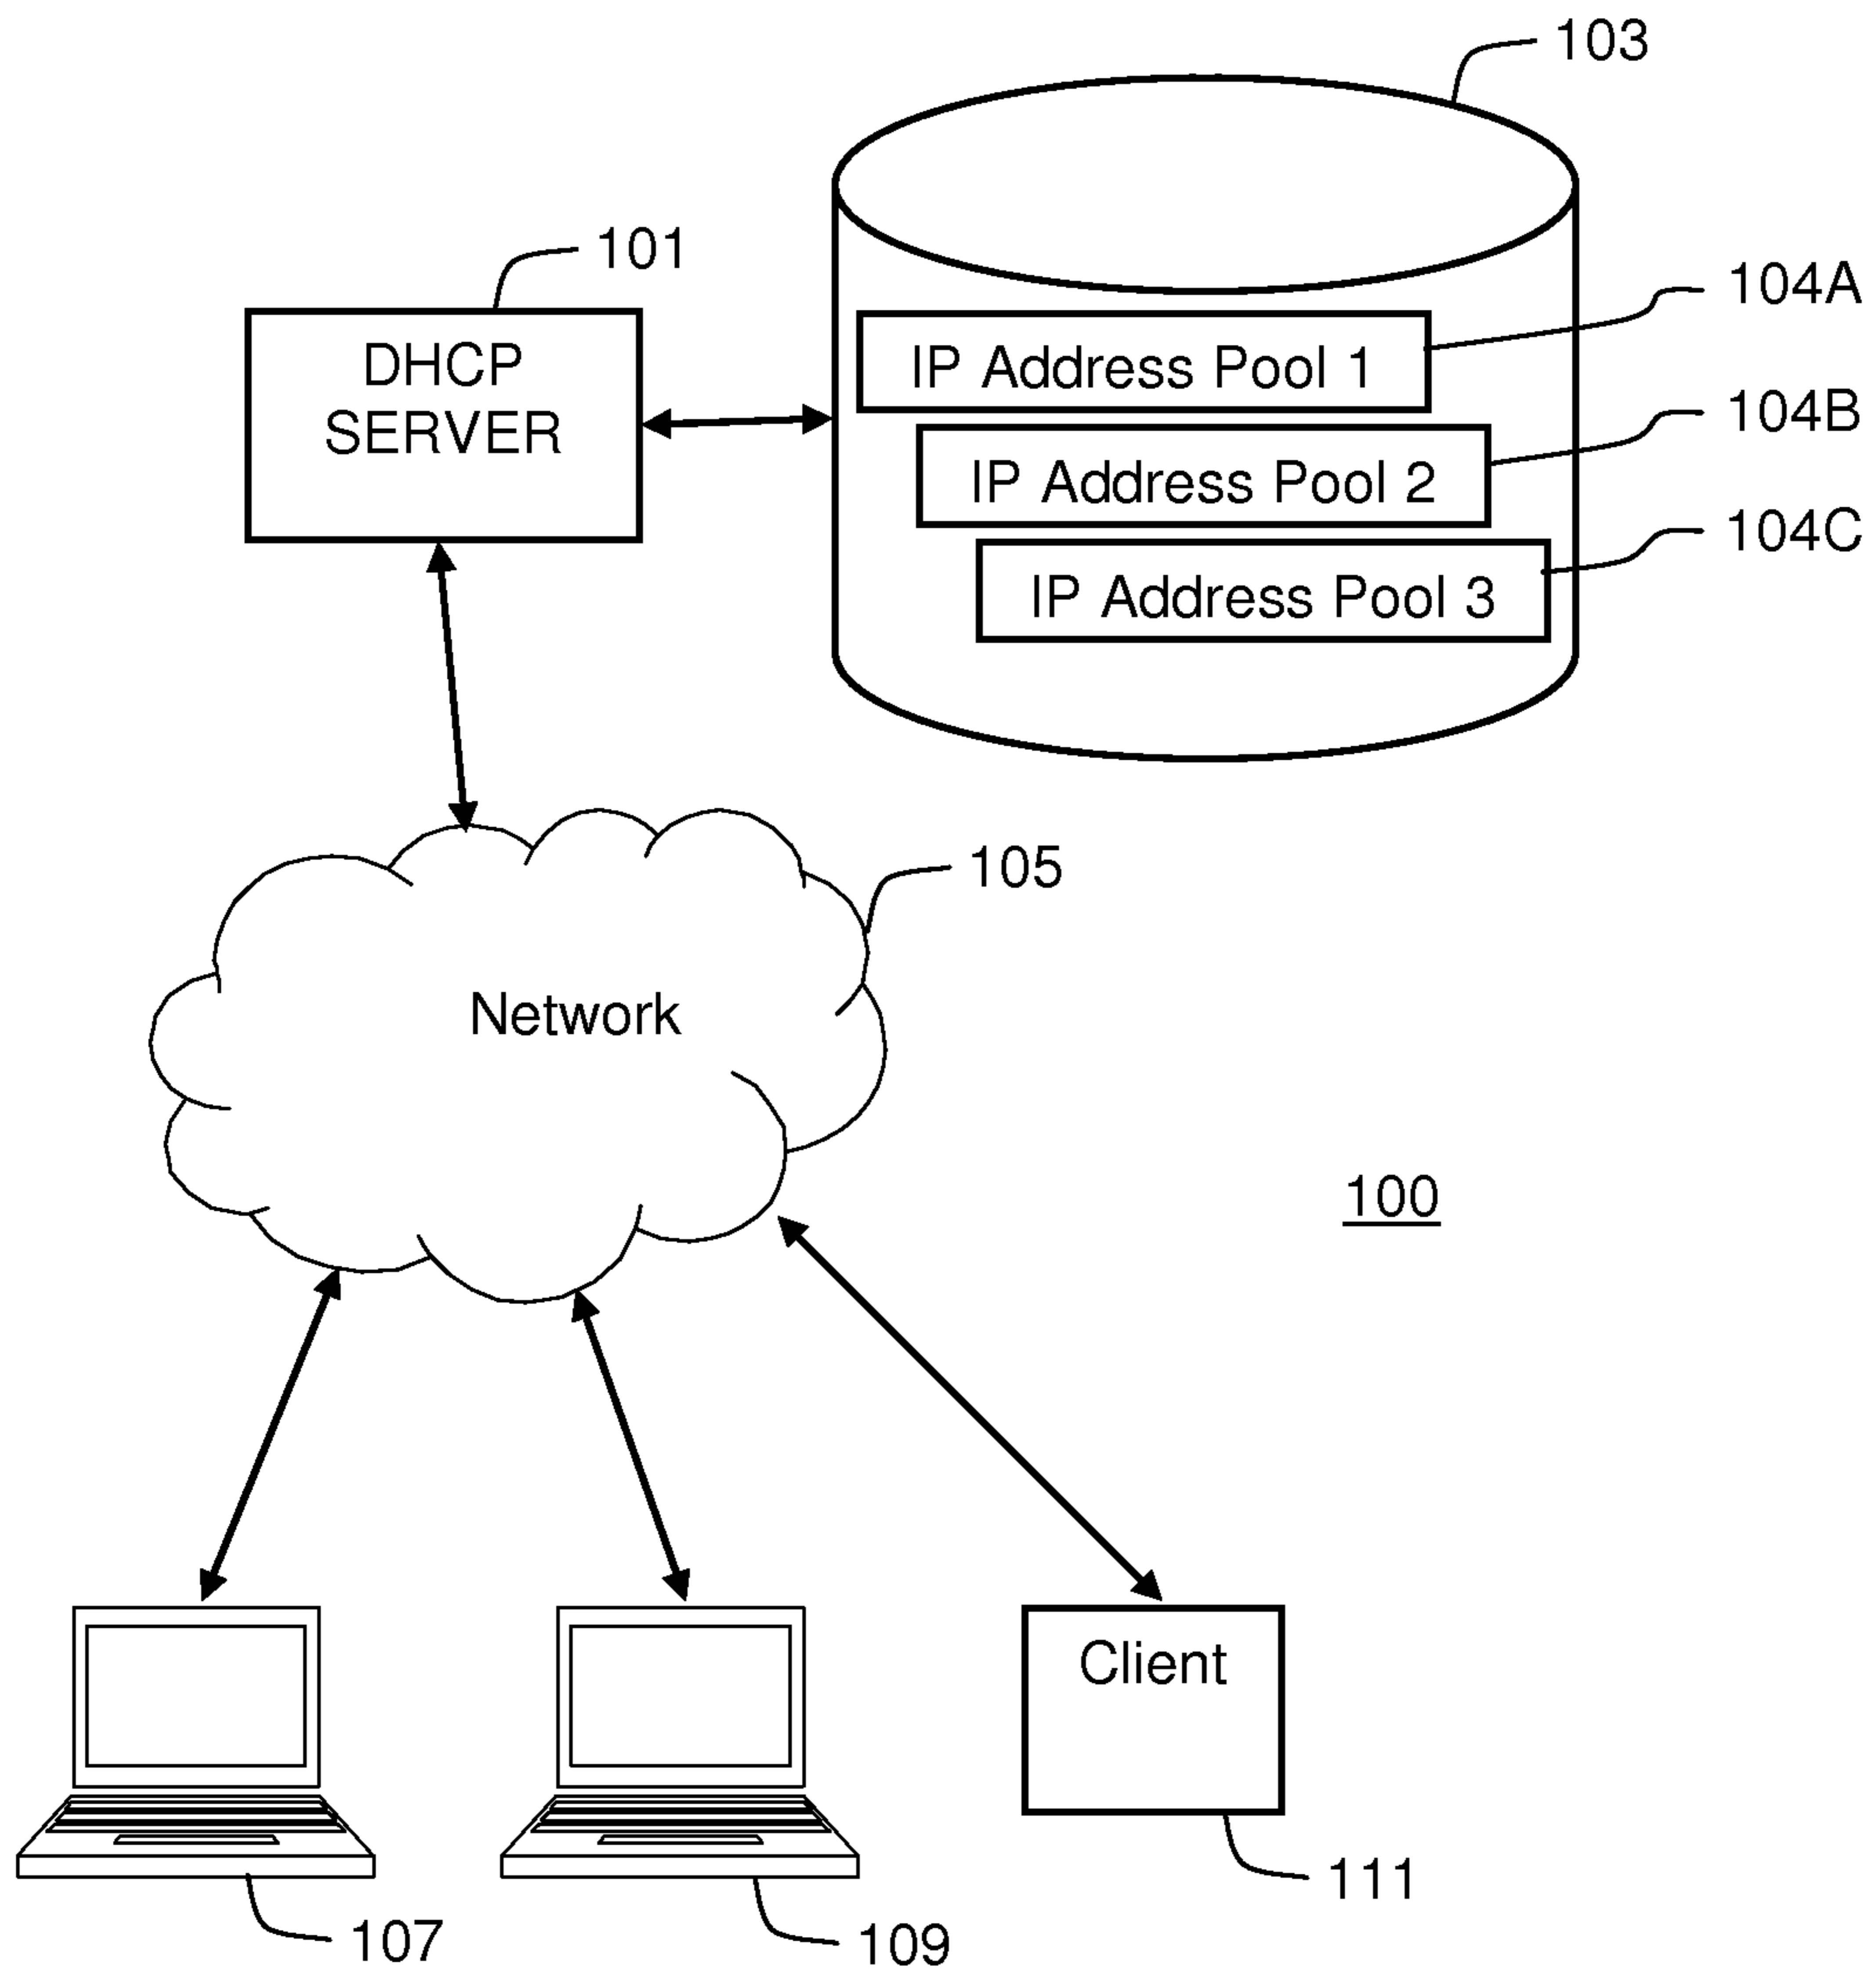 103
101
104A
DHCP
SERVER
IP Address Pool 1
104B
IP Address Pool 2
104C
IP Address Pool 3
105
Network
100
Client
111
107
109